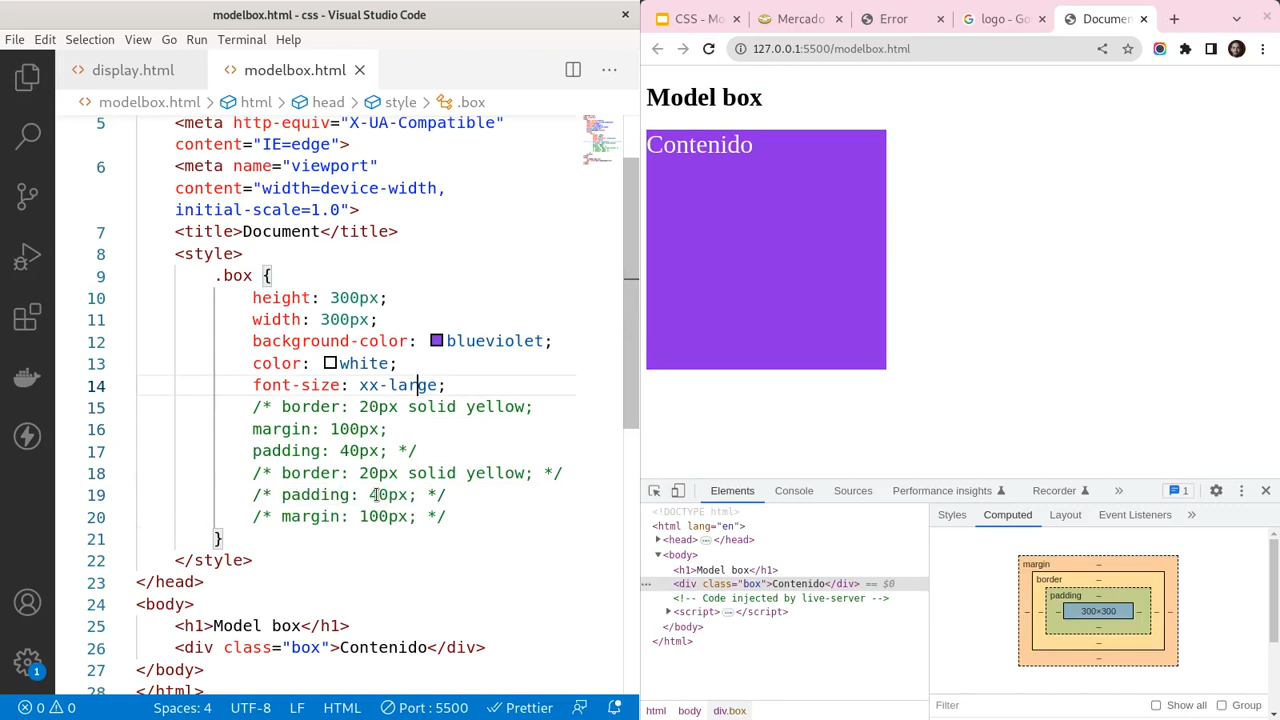 modelbox.html - css - Visual Studio Code
File Edit Selection View Go Run Terminal Help
display.html
modelbox.html
modelbox.html > html > head > style > .box
5 <meta http-equiv="X-UA-Compatible"
content="IE=edge">
6 <meta name="viewport"
content="width=device-width,
initial-scale=1.0">
7 <title>Document</title>
8 <style>
9 .box {
10 height: 300px;
11 width: 300px;
12 background-color: blueviolet;
13 color: white;
14 font-size: xx-large;
15 /* border: 20px solid yellow;
16 margin: 100px;
17 padding: 40px; */
18 /* border: 20px solid yellow; */
19 /* padding: 40px; */
20 /* margin: 100px; */
21 }
22 </style>
23 </head>
24 <body>
25 <h1>Model box</h1>
26 <div class="box">Contenido</div>
27 </body>
28 </html>
1
0 0 Spaces: 4 UTF-8 LF HTML Port : 5500 Prettier
CSS - Mo
Mercado
Error
logo - Go
Docume
127.0.0.1:5500/modelbox.html
Model box
Contenido
Elements Console Sources Performance insights Recorder » 1
<!DOCTYPE html>
<html lang="en">
<head> … </head>
<body>
<h1>Model box</h1>
… <div class="box">Contenido</div> == $0
<!-- Code injected by live-server -->
<script> … </script>
</body>
</html>
html body div.box
Styles Computed Layout Event Listeners »
margin –
border –
padding –
– – – 300×300 – – –
–
–
–
Filter Show all Group